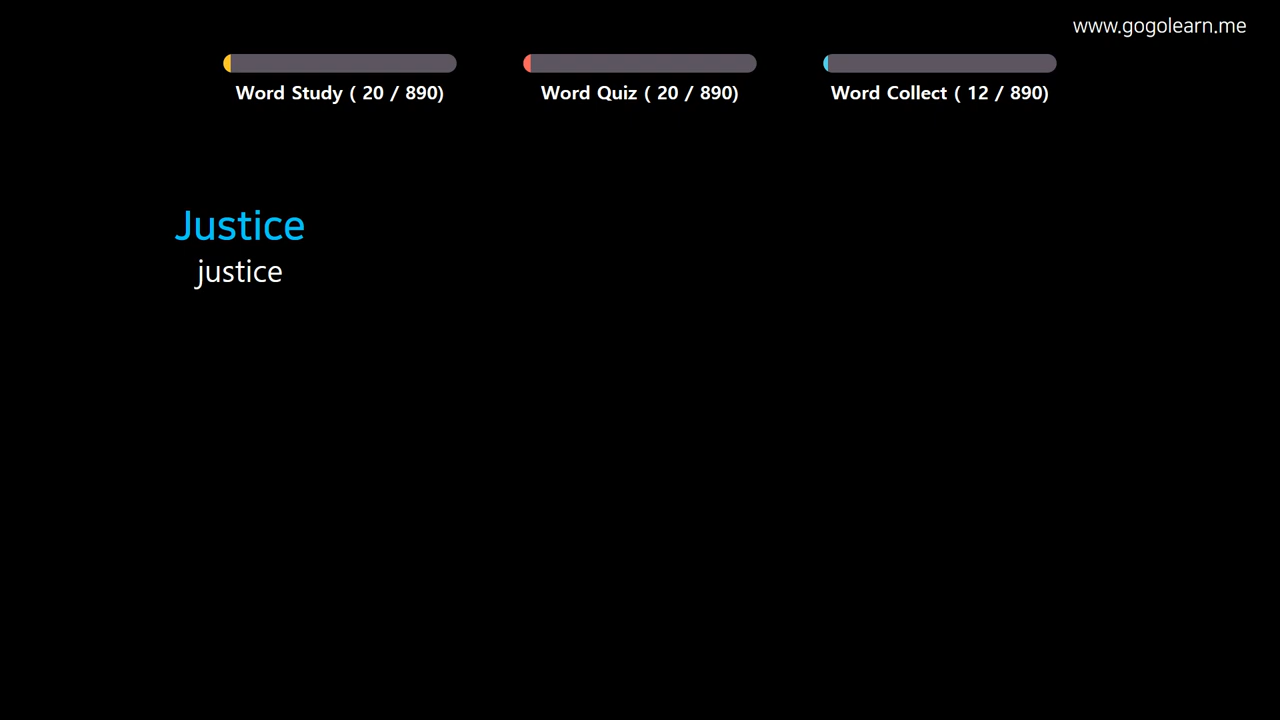 www.gogolearn.me
Word Study ( 20 / 890)
Word Quiz ( 20 / 890)
Word Collect ( 12 / 890)
Justice
justice